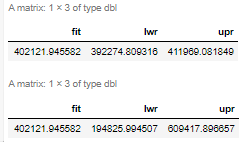 A matrix: 1 × 3 of type dbl
fit lwr upr
402121.945582 392274.809316 411969.081849
A matrix: 1 × 3 of type dbl
fit lwr upr
402121.945582 194825.994507 609417.896657